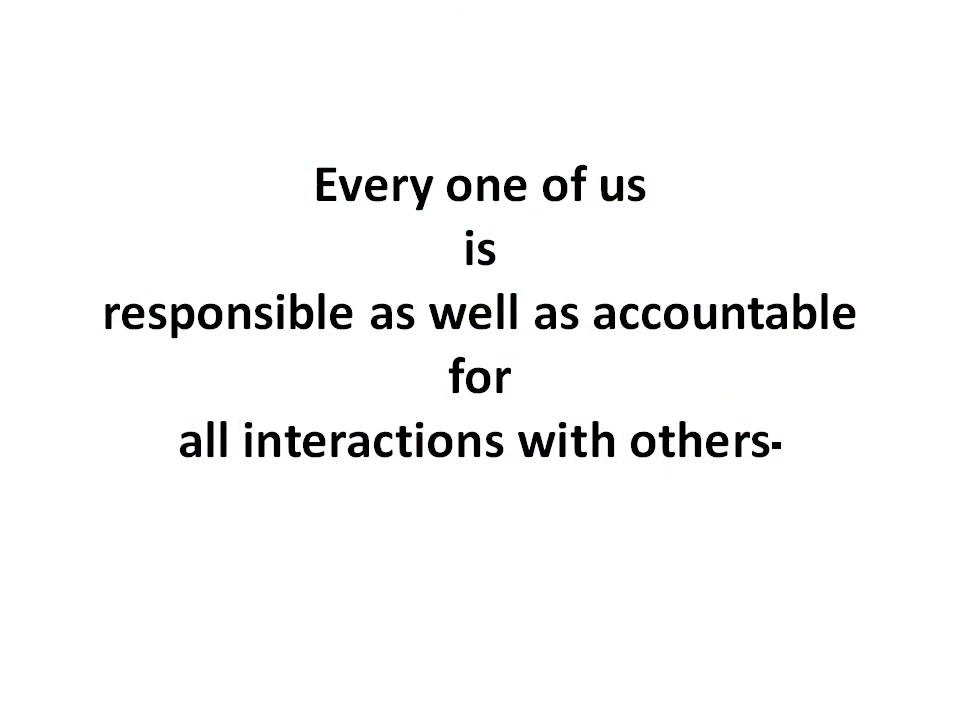 Every one of us
is
responsible as well as accountable
for
all interactions with others-